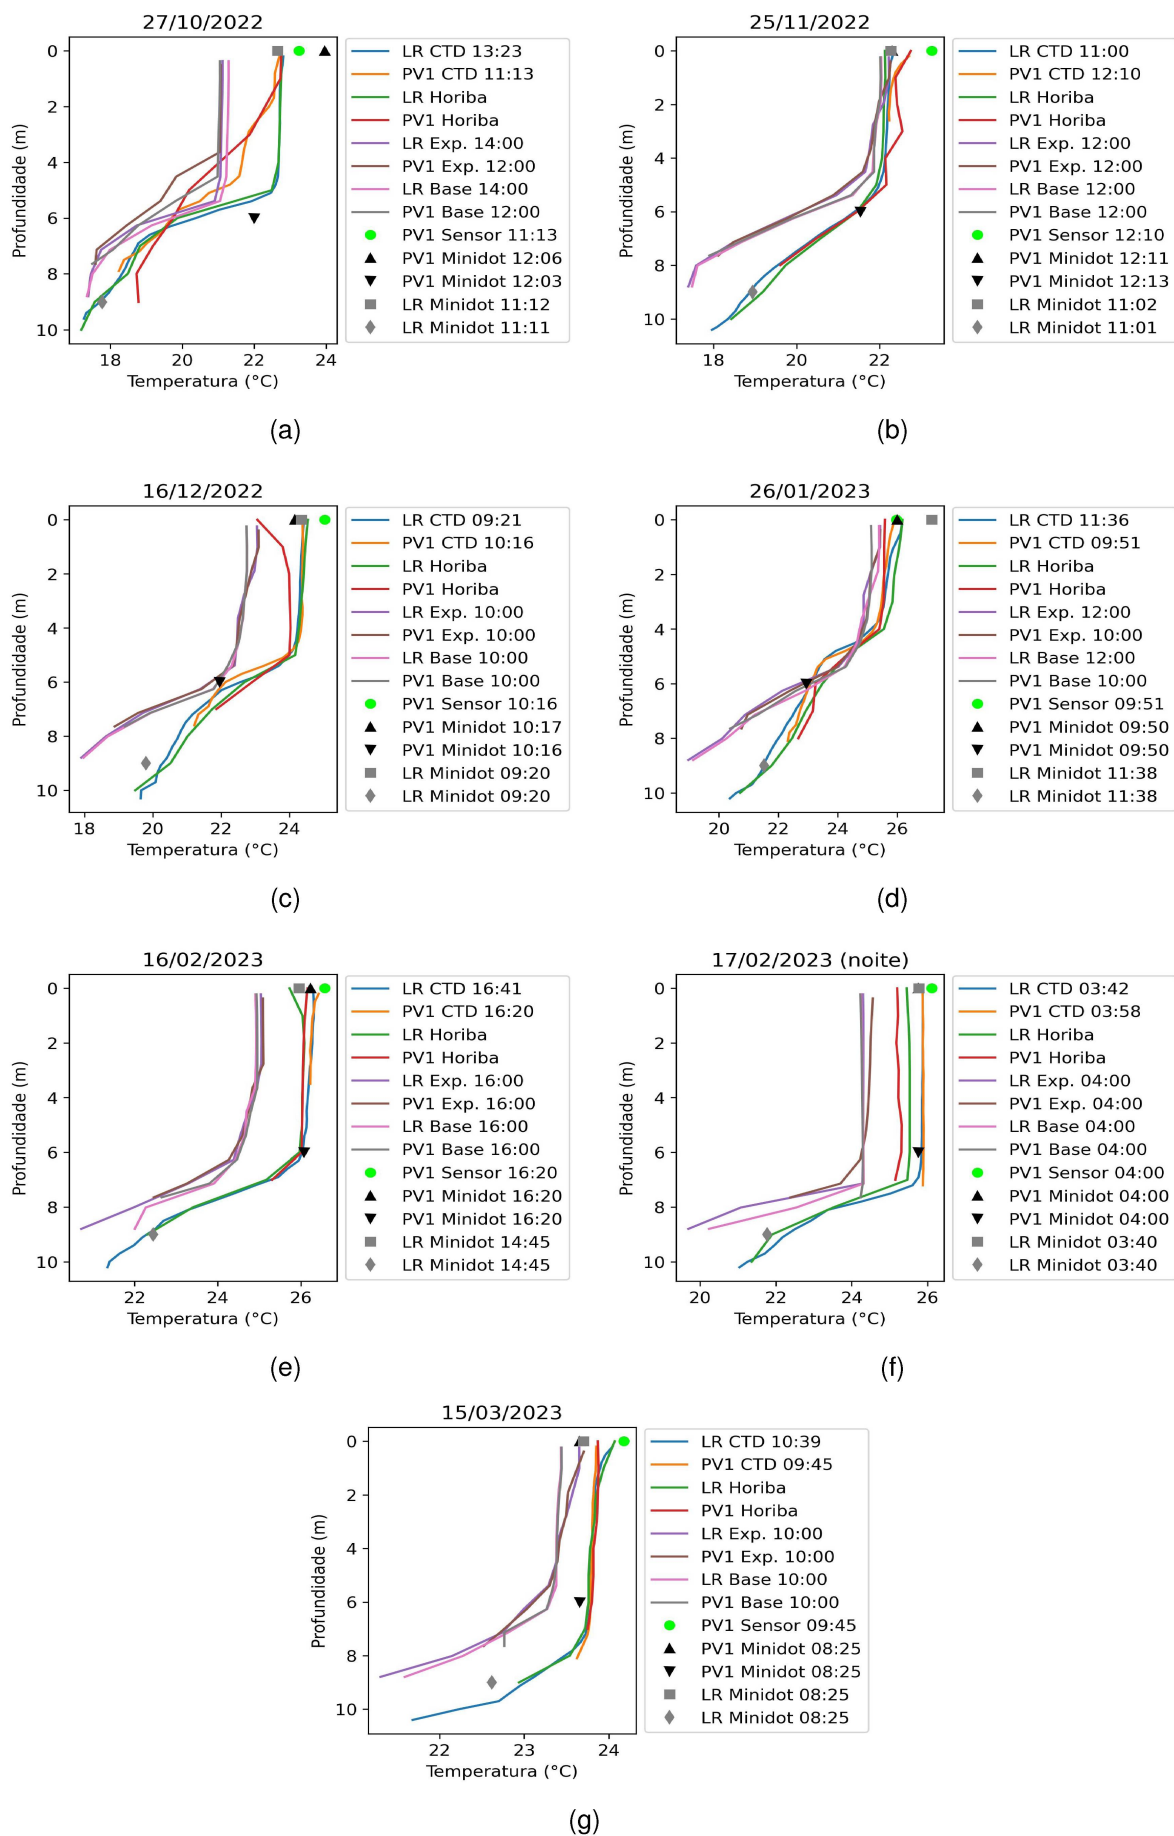 27/10/2022
0
2
4
6
8
10
Profundidade (m)
18 20 22 24
Temperatura (°C)
LR CTD 13:23
PV1 CTD 11:13
LR Horiba
PV1 Horiba
LR Exp. 14:00
PV1 Exp. 12:00
LR Base 14:00
PV1 Base 12:00
PV1 Sensor 11:13
PV1 Minidot 12:06
PV1 Minidot 12:03
LR Minidot 11:12
LR Minidot 11:11
(a)
25/11/2022
0
2
4
6
8
10
Profundidade (m)
18 20 22
Temperatura (°C)
LR CTD 11:00
PV1 CTD 12:10
LR Horiba
PV1 Horiba
LR Exp. 12:00
PV1 Exp. 12:00
LR Base 12:00
PV1 Base 12:00
PV1 Sensor 12:10
PV1 Minidot 12:11
PV1 Minidot 12:13
LR Minidot 11:02
LR Minidot 11:01
(b)
16/12/2022
0
2
4
6
8
10
Profundidade (m)
18 20 22 24
Temperatura (°C)
LR CTD 09:21
PV1 CTD 10:16
LR Horiba
PV1 Horiba
LR Exp. 10:00
PV1 Exp. 10:00
LR Base 10:00
PV1 Base 10:00
PV1 Sensor 10:16
PV1 Minidot 10:17
PV1 Minidot 10:16
LR Minidot 09:20
LR Minidot 09:20
(c)
26/01/2023
0
2
4
6
8
10
Profundidade (m)
20 22 24 26
Temperatura (°C)
LR CTD 11:36
PV1 CTD 09:51
LR Horiba
PV1 Horiba
LR Exp. 12:00
PV1 Exp. 10:00
LR Base 12:00
PV1 Base 10:00
PV1 Sensor 09:51
PV1 Minidot 09:50
PV1 Minidot 09:50
LR Minidot 11:38
LR Minidot 11:38
(d)
16/02/2023
0
2
4
6
8
10
Profundidade (m)
22 24 26
Temperatura (°C)
LR CTD 16:41
PV1 CTD 16:20
LR Horiba
PV1 Horiba
LR Exp. 16:00
PV1 Exp. 16:00
LR Base 16:00
PV1 Base 16:00
PV1 Sensor 16:20
PV1 Minidot 16:20
PV1 Minidot 16:20
LR Minidot 14:45
LR Minidot 14:45
(e)
17/02/2023 (noite)
0
2
4
6
8
10
Profundidade (m)
20 22 24 26
Temperatura (°C)
LR CTD 03:42
PV1 CTD 03:58
LR Horiba
PV1 Horiba
LR Exp. 04:00
PV1 Exp. 04:00
LR Base 04:00
PV1 Base 04:00
PV1 Sensor 04:00
PV1 Minidot 04:00
PV1 Minidot 04:00
LR Minidot 03:40
LR Minidot 03:40
(f)
15/03/2023
0
2
4
6
8
10
Profundidade (m)
22 23 24
Temperatura (°C)
LR CTD 10:39
PV1 CTD 09:45
LR Horiba
PV1 Horiba
LR Exp. 10:00
PV1 Exp. 10:00
LR Base 10:00
PV1 Base 10:00
PV1 Sensor 09:45
PV1 Minidot 08:25
PV1 Minidot 08:25
LR Minidot 08:25
LR Minidot 08:25
(g)